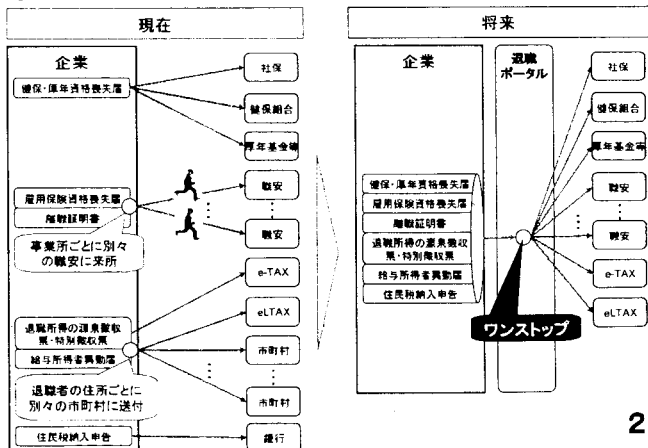 現在
企業
健保・厚年資格喪失届
社保
健保組合
厚年基金等
雇用保険資格喪失届
離職証明書
職安
職安
事業所ごとに別々
の職安に来所
e-TAX
eLTAX
退職所得の源泉徴収
票・特別徴収票
給与所得者異動届
市町村
市町村
退職者の住所ごとに
別々の市町村に送付
住民税納入申告
銀行
将来
企業
退職
ポータル
健保・厚年資格喪失届
雇用保険資格喪失届
離職証明書
退職所得の源泉徴収
票・特別徴収票
給与所得者異動届
住民税納入申告
ワンストップ
社保
健保組合
厚年基金等
職安
職安
e-TAX
eLTAX
2